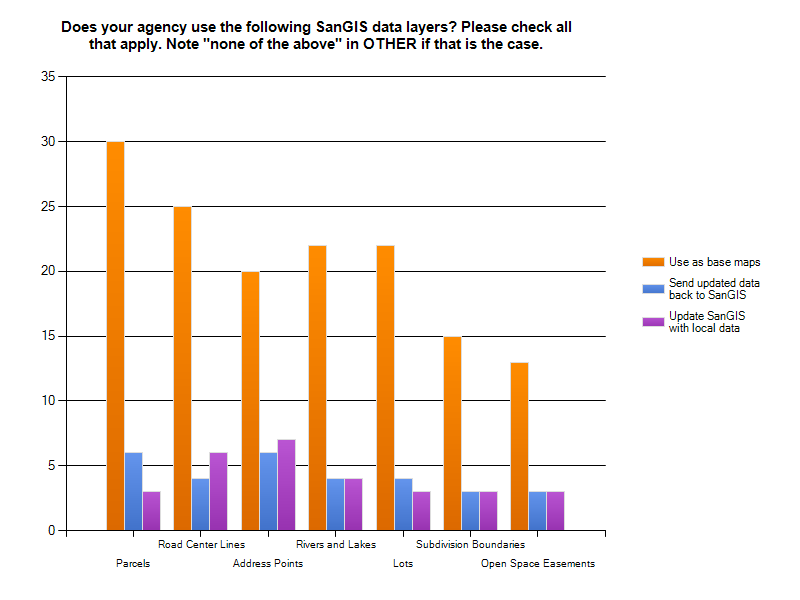 Does your agency use the following SanGIS data layers? Please check all
that apply. Note "none of the above" in OTHER if that is the case.
35
30
25
20
15
10
5
0
Road Center Lines
Rivers and Lakes
Subdivision Boundaries
Parcels
Address Points
Lots
Open Space Easements
Use as base maps
Send updated data
back to SanGIS
Update SanGIS
with local data